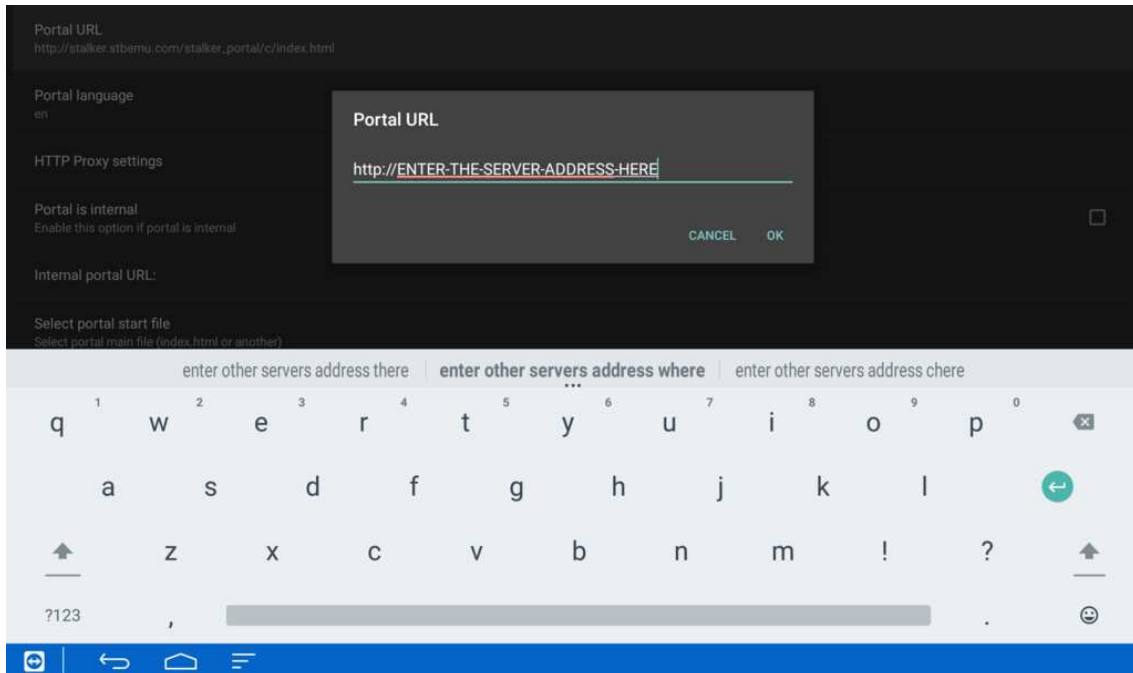 Portal URL
http://stalker.stbemu.com/stalker_portal/c/index.html
Portal language
en
HTTP Proxy settings
Portal is internal
Enable this option if portal is internal
Internal portal URL:
Select portal start file
Select portal main file (index.html or another)
Portal URL
http://ENTER-THE-SERVER-ADDRESS-HERE
CANCEL OK
enter other servers address there enter other servers address where enter other servers address chere
1 2 3 4 5 6 7 8 9 0
q w e r t y u i o p
a s d f g h j k l
z x c v b n m ! ?
?123 , .